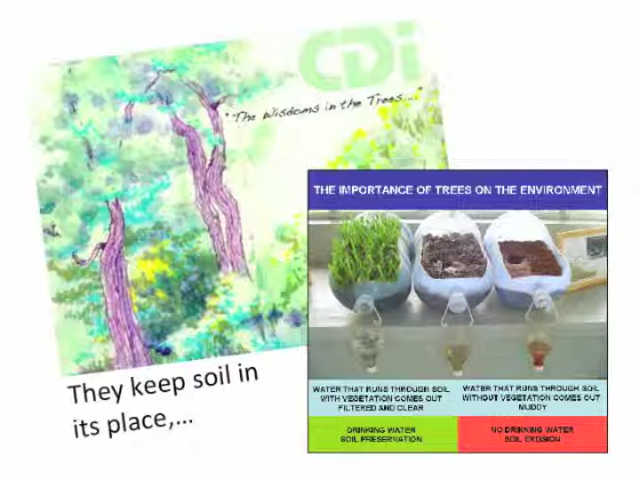 CDi
"The Wisdoms in the Trees...."
THE IMPORTANCE OF TREES ON THE ENVIRONMENT
WATER THAT RUNS THROUGH SOIL
WITH VEGETATION COMES OUT
FILTERED AND CLEAR
WATER THAT RUNS THROUGH SOIL
WITHOUT VEGETATION COMES OUT
MUDDY
DRINKING WATER
SOIL PRESERVATION
NO DRINKING WATER
SOIL EROSION
They keep soil in
its place,...